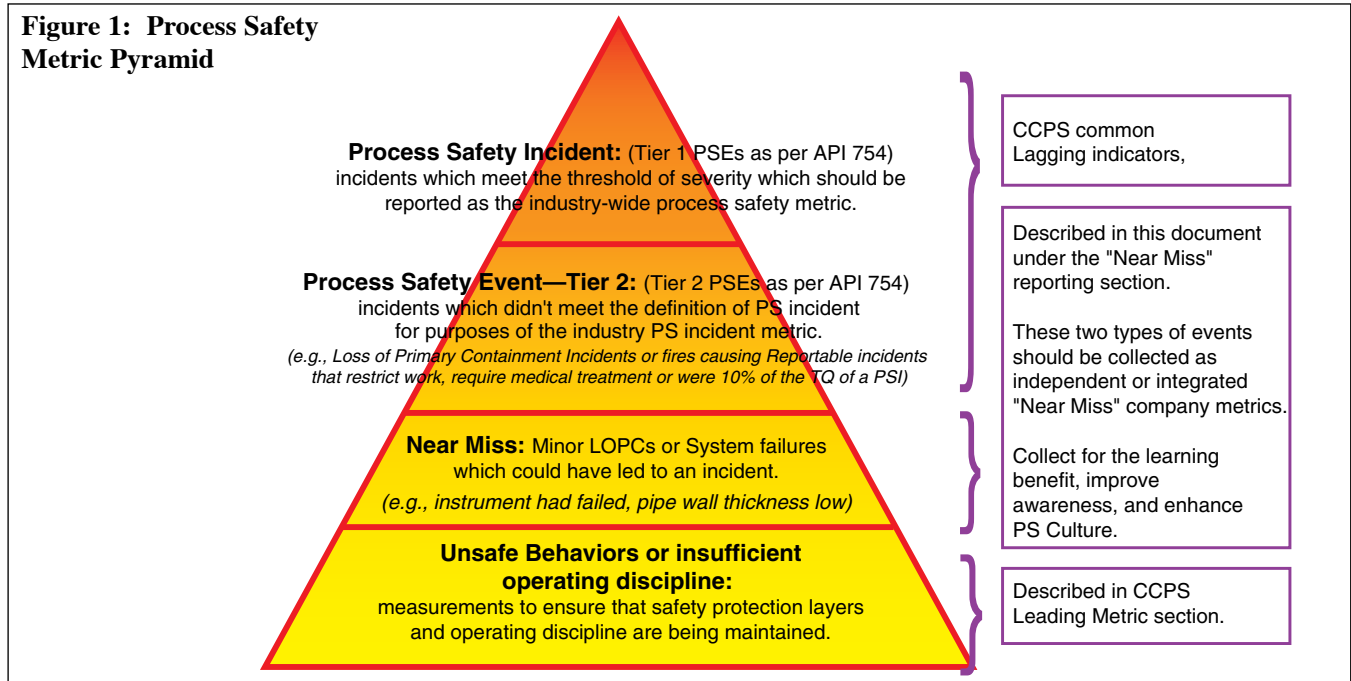 Figure 1: Process Safety
Metric Pyramid
Process Safety Incident: (Tier 1 PSEs as per API 754)
incidents which meet the threshold of severity which should be
reported as the industry-wide process safety metric.
Process Safety Event—Tier 2: (Tier 2 PSEs as per API 754)
incidents which didn't meet the definition of PS incident
for purposes of the industry PS incident metric.
(e.g., Loss of Primary Containment Incidents or fires causing Reportable incidents
that restrict work, require medical treatment or were 10% of the TQ of a PSI)
Near Miss: Minor LOPCs or System failures
which could have led to an incident.
(e.g., instrument had failed, pipe wall thickness low)
Unsafe Behaviors or insufficient
operating discipline:
measurements to ensure that safety protection layers
and operating discipline are being maintained.
CCPS common
Lagging indicators,
Described in this document
under the "Near Miss"
reporting section.
These two types of events
should be collected as
independent or integrated
"Near Miss" company metrics.
Collect for the learning
benefit, improve
awareness, and enhance
PS Culture.
Described in CCPS
Leading Metric section.